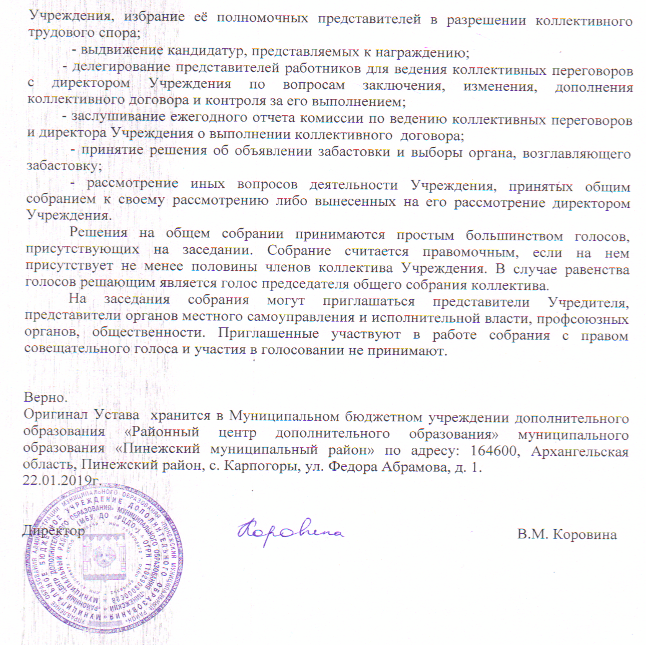 Учреждения, избрание её полномочных представителей в разрешении коллективного
трудового спора;
- выдвижение кандидатур, представляемых к награждению;
- делегирование представителей работников для ведения коллективных переговоров
с директором Учреждения по вопросам заключения, изменения, дополнения
коллективного договора и контроля за его выполнением;
- заслушивание ежегодного отчета комиссии по ведению коллективных переговоров
и директора Учреждения о выполнении коллективного договора;
- принятие решения об объявлении забастовки и выборы органа, возглавляющего
забастовку;
- рассмотрение иных вопросов деятельности Учреждения, принятых общим
собранием к своему рассмотрению либо вынесенных на его рассмотрение директором
Учреждения.
Решения на общем собрании принимаются простым большинством голосов,
присутствующих на заседании. Собрание считается правомочным, если на нем
присутствует не менее половины членов коллектива Учреждения. В случае равенства
голосов решающим является голос председателя общего собрания коллектива.
На заседания собрания могут приглашаться представители Учредителя,
представители органов местного самоуправления и исполнительной власти, профсоюзных
органов, общественности. Приглашенные участвуют в работе собрания с правом
совещательного голоса и участия в голосовании не принимают.
Верно.
Оригинал Устава хранится в Муниципальном бюджетном учреждении дополнительного
образования «Районный центр дополнительного образования» муниципального
образования «Пинежский муниципальный район» по адресу: 164600, Архангельская
область, Пинежский район, с. Карпогоры, ул. Федора Абрамова, д. 1.
22.01.2019г.
Директор Коровина В.М. Коровина